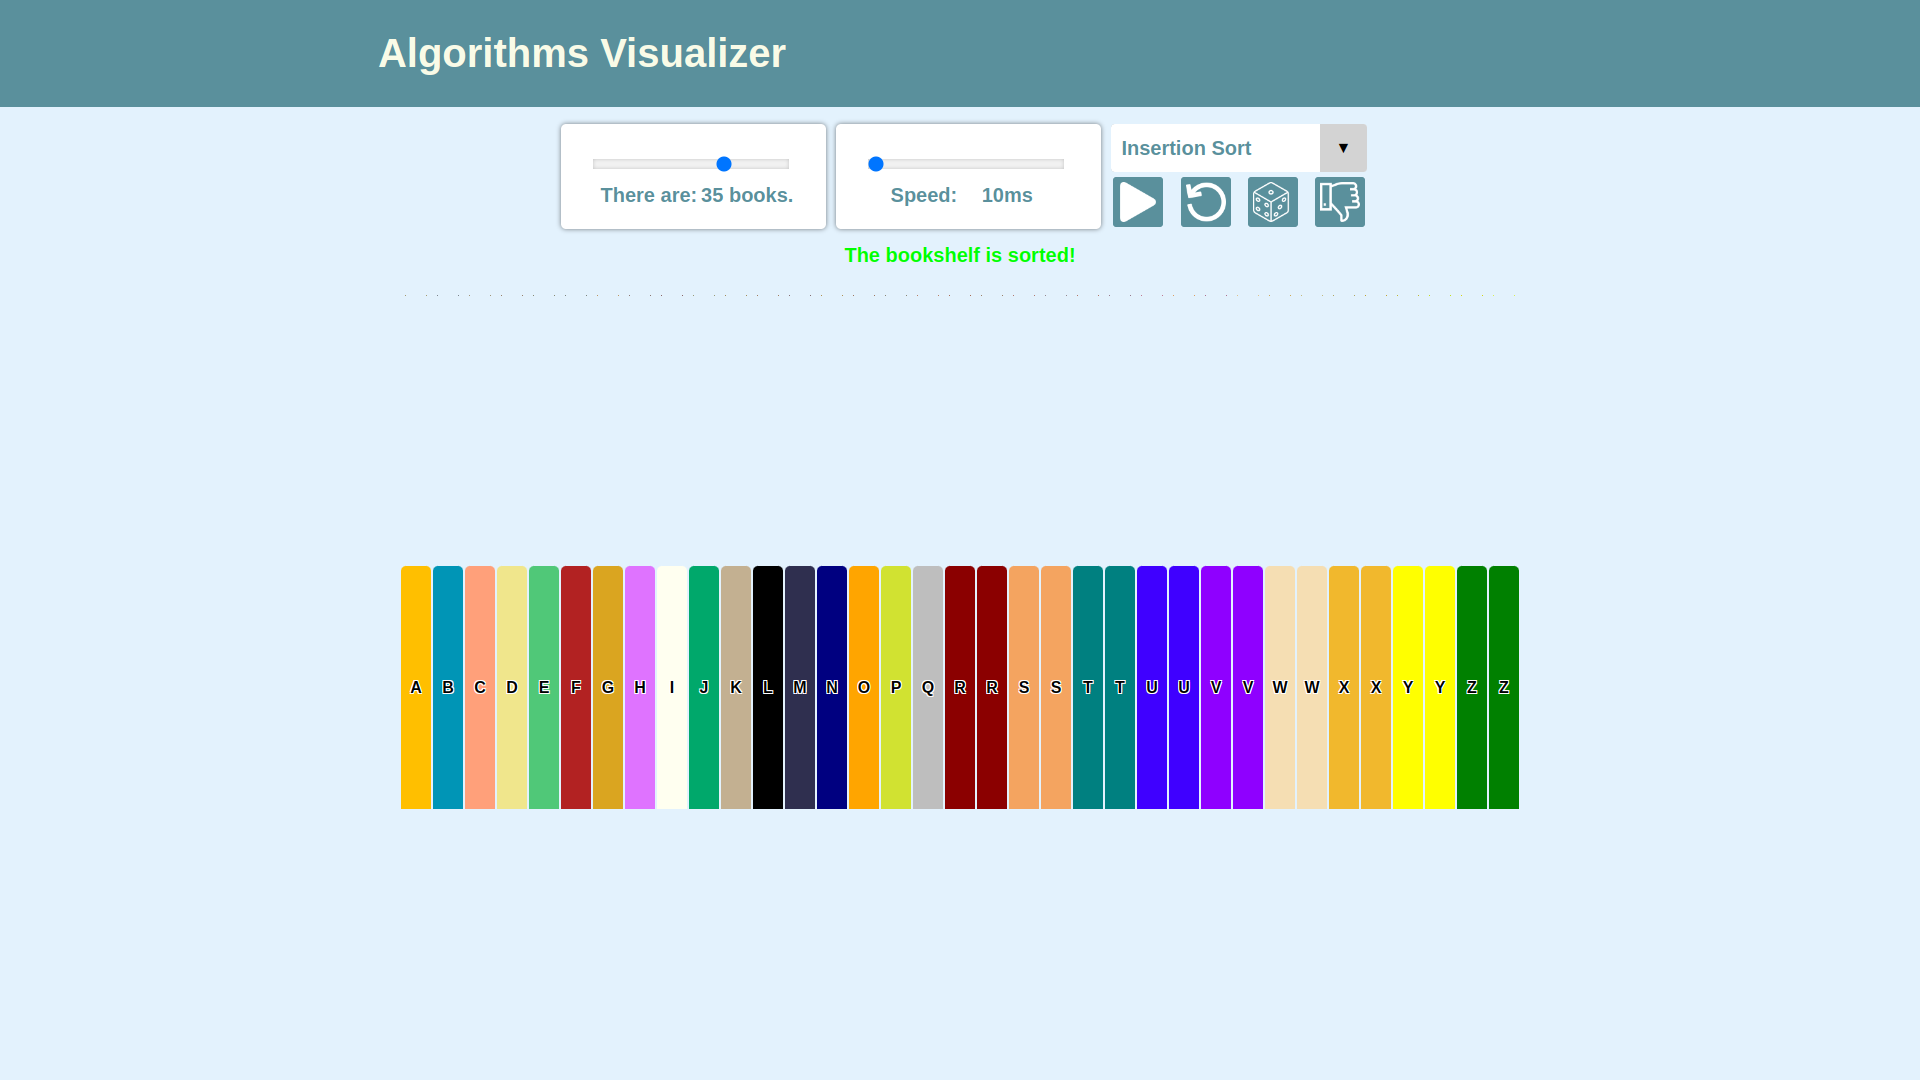 Algorithms Visualizer
There are: 35 books.
Speed: 10ms
Insertion Sort ▼
The bookshelf is sorted!
A B C D E F G H I J K L M N O P Q R R S S T T U U V V W W X X Y Y Z Z